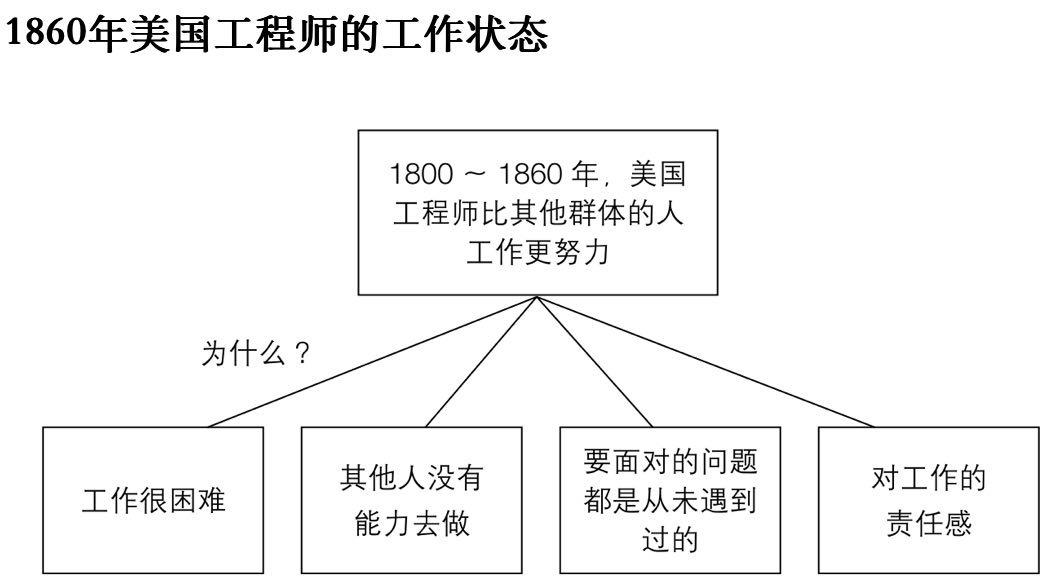 1860年美国工程师的工作状态
1800 ~ 1860 年，美国
工程师比其他群体的人
工作更努力
为什么？
工作很困难
其他人没有
能力去做
要面对的问题
都是从未遇到
过的
对工作的
责任感